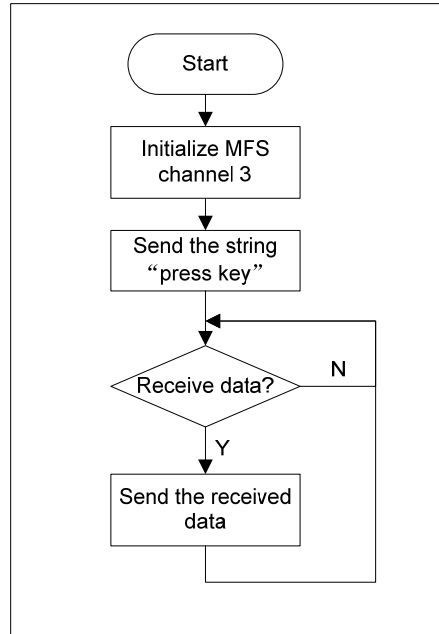 Start
Initialize MFS
channel 3
Send the string
“press key”
Receive data?
N
Y
Send the received
data